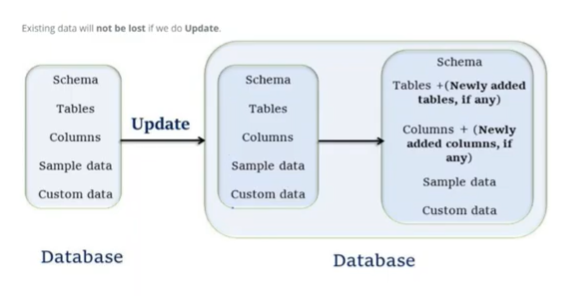 Existing data will not be lost if we do Update.
Schema
Tables
Columns
Sample data
Custom data
Update
Schema
Tables
Columns
Sample data
Custom data
Schema
Tables +(Newly added
tables, if any)
Columns + (Newly
added columns, if
any)
Sample data
Custom data
Database
Database